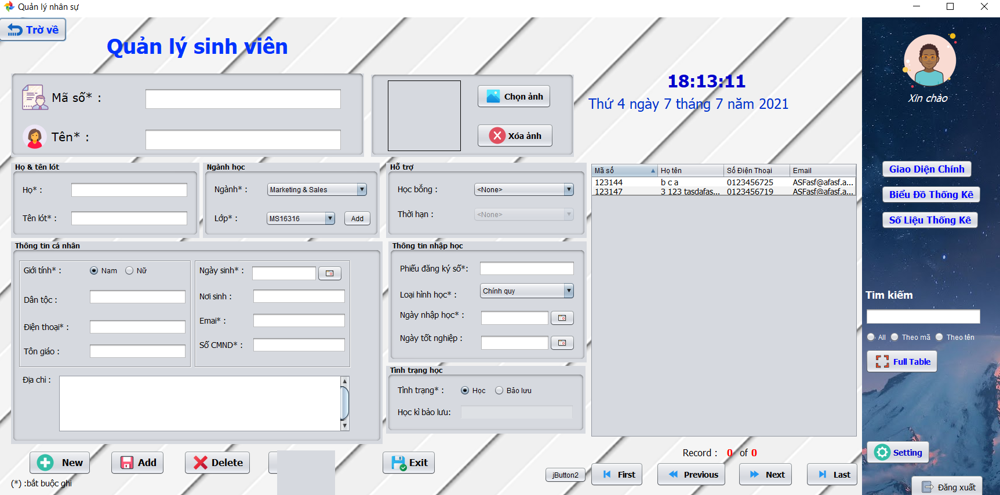 Quản lý nhân sự
Trờ về
Quản lý sinh viên
Mã số* :
Tên* :
Chọn ảnh
Xóa ảnh
18:13:11
Thứ 4 ngày 7 tháng 7 năm 2021
Xin chào
Họ & tên lót
Họ* :
Tên lót* :
Ngành học
Ngành* : Marketing & Sales
Lớp* : MS16316 Add
Hỗ trợ
Học bỗng : <None>
Thời hạn : <None>
Mã số Họ tên Số Điện Thoại Email
123144 b c a 0123456725 ASFasf@afasf.a...
123147 3 123 tasdafas... 0123456719 ASFasf@afasf.a...
Giao Diện Chính
Biểu Đồ Thống Kê
Số Liệu Thống Kê
Thông tin cá nhân
Giới tính* : Nam Nữ
Dân tộc :
Điện thoại* :
Tôn giáo :
Ngày sinh* :
Nơi sinh :
Emai* :
Số CMND* :
Địa chỉ :
Thông tin nhập học
Phiếu đăng ký số*:
Loại hình học* : Chính quy
Ngày nhập học* :
Ngày tốt nghiệp :
Tình trạng học
Tình trạng* : Học Bảo lưu
Học kì bảo lưu:
Tim kiếm
All Theo mã Theo tên
Full Table
Setting
Đăng xuất
New
Add
Delete
Exit
(*) :bắt buộc ghi
Record : 0 of 0
jButton2
First
Previous
Next
Last